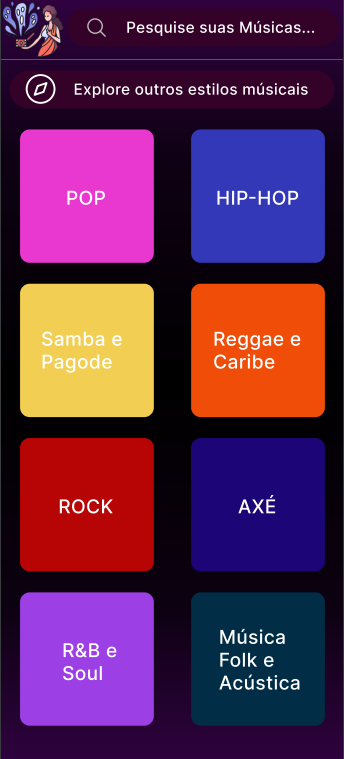 Pesquise suas Músicas...
Explore outros estilos músicais
POP
HIP-HOP
Samba e
Pagode
Reggae e
Caribe
ROCK
AXÉ
R&B e
Soul
Música
Folk e
Acústica